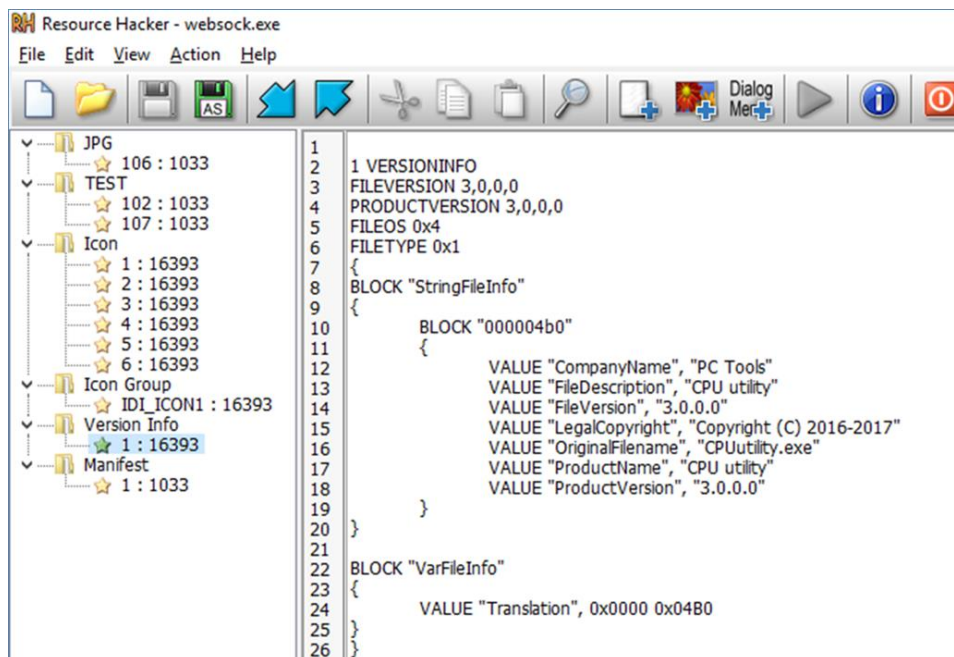 RH Resource Hacker - websock.exe
File Edit View Action Help
AS
Dialog
Menu
JPG
106 : 1033
TEST
102 : 1033
107 : 1033
Icon
1 : 16393
2 : 16393
3 : 16393
4 : 16393
5 : 16393
6 : 16393
Icon Group
IDI_ICON1 : 16393
Version Info
1 : 16393
Manifest
1 : 1033
1
2 1 VERSIONINFO
3 FILEVERSION 3,0,0,0
4 PRODUCTVERSION 3,0,0,0
5 FILEOS 0x4
6 FILETYPE 0x1
7 {
8 BLOCK "StringFileInfo"
9 {
10 BLOCK "000004b0"
11 {
12 VALUE "CompanyName", "PC Tools"
13 VALUE "FileDescription", "CPU utility"
14 VALUE "FileVersion", "3.0.0.0"
15 VALUE "LegalCopyright", "Copyright (C) 2016-2017"
16 VALUE "OriginalFilename", "CPUutility.exe"
17 VALUE "ProductName", "CPU utility"
18 VALUE "ProductVersion", "3.0.0.0"
19 }
20 }
21
22 BLOCK "VarFileInfo"
23 {
24 VALUE "Translation", 0x0000 0x04B0
25 }
26 }